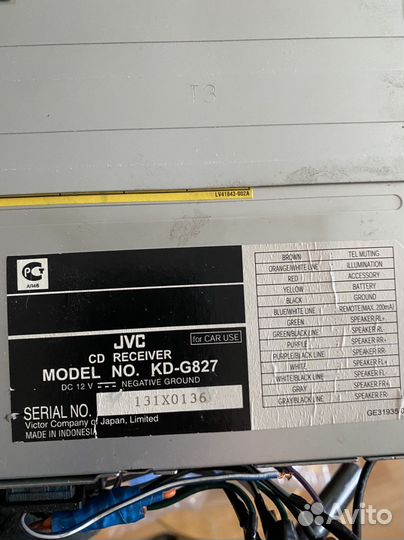 T3
LV41843-002A
PG
АЯ46
JVC
for CAR USE
CD RECEIVER
MODEL NO. KD-G827
DC 12 V NEGATIVE GROUND
SERIAL NO. 131X0136
Victor Company of Japan, Limited
MADE IN INDONESIA
BROWN TEL MUTING
ORANGE/WHITE LINE ILLUMINATION
RED ACCESSORY
YELLOW BATTERY
BLACK GROUND
BLUE/WHITE LINE REMOTE(MAX. 200mA)
GREEN SPEAKER RL+
GREEN/BLACK LINE SPEAKER RL-
PURPLE SPEAKER RR+
PURPLE/BLACK LINE SPEAKER RR-
WHITE SPEAKER FL+
WHITE/BLACK LINE SPEAKER FL-
GRAY SPEAKER FR+
GRAY/BLACK LINE SPEAKER FR-
GE31935
Avito